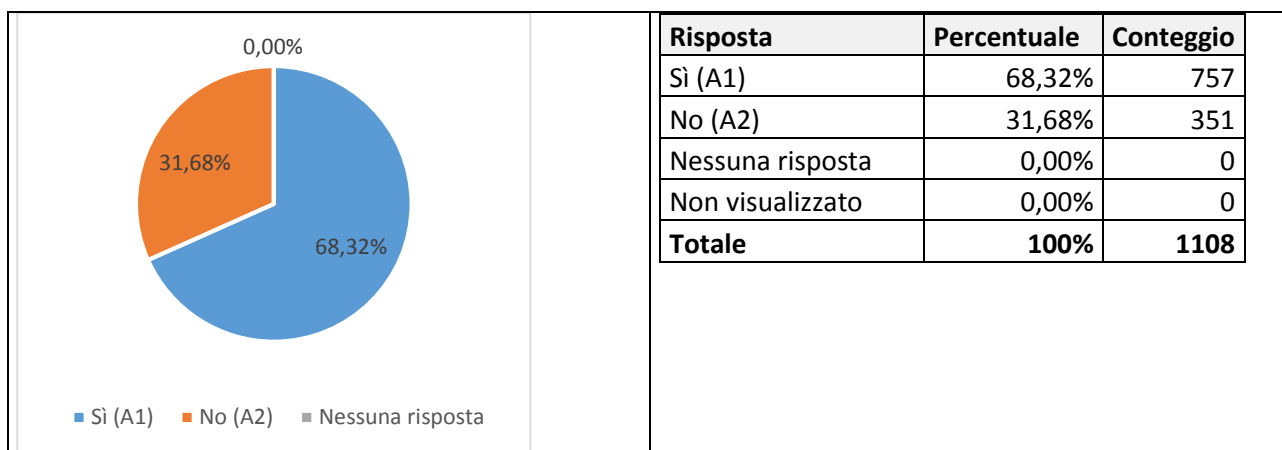 0,00%
31,68%
68,32%
Sì (A1) No (A2) Nessuna risposta
Risposta Percentuale Conteggio
Sì (A1) 68,32% 757
No (A2) 31,68% 351
Nessuna risposta 0,00% 0
Non visualizzato 0,00% 0
Totale 100% 1108